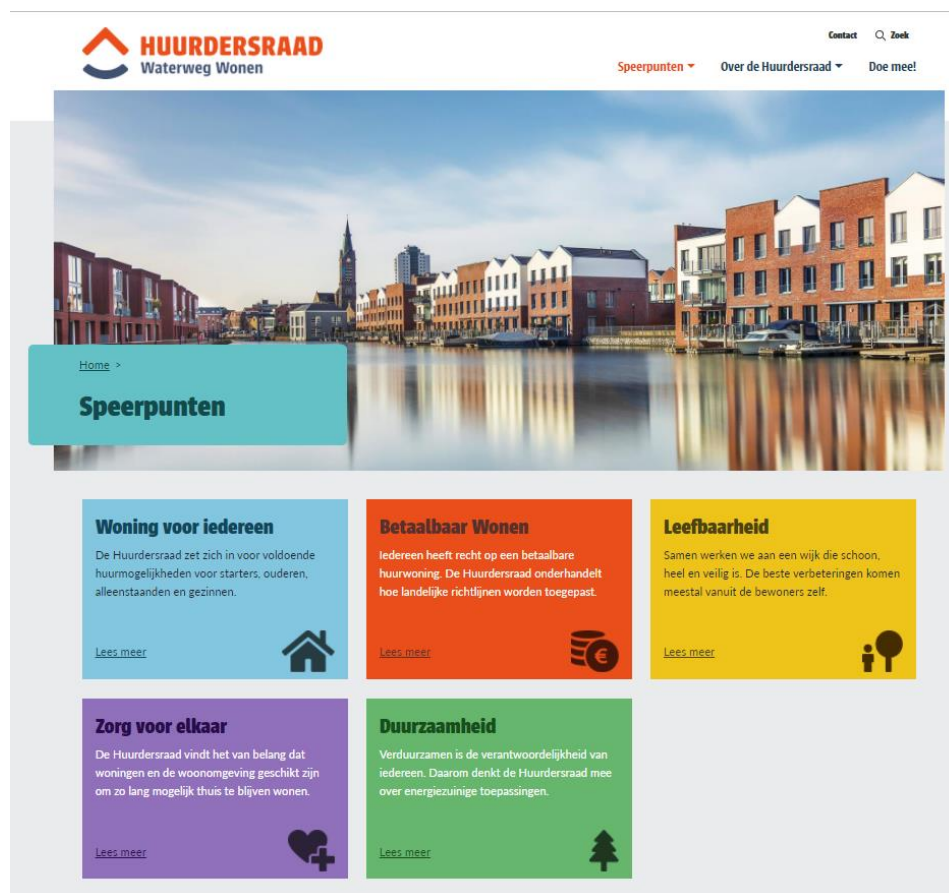 HUURDERSRAAD
Waterweg Wonen
Contact
Zoek
Speerpunten
Over de Huurdersraad
Doe mee!
Home >
Speerpunten
Woning voor iedereen
De Huurdersraad zet zich in voor voldoende
huurmogelijkheden voor starters, ouderen,
alleenstaanden en gezinnen.
Lees meer
Betaalbaar Wonen
Iedereen heeft recht op een betaalbare
huurwoning. De Huurdersraad onderhandelt
hoe landelijke richtlijnen worden toegepast.
Lees meer
€
Leefbaarheid
Samen werken we aan een wijk die schoon,
heel en veilig is. De beste verbeteringen komen
meestal vanuit de bewoners zelf.
Lees meer
Zorg voor elkaar
De Huurdersraad vindt het van belang dat
woningen en de woonomgeving geschikt zijn
om zo lang mogelijk thuis te blijven wonen.
Lees meer
Duurzaamheid
Verduurzamen is de verantwoordelijkheid van
iedereen. Daarom denkt de Huurdersraad mee
over energiezuinige toepassingen.
Lees meer